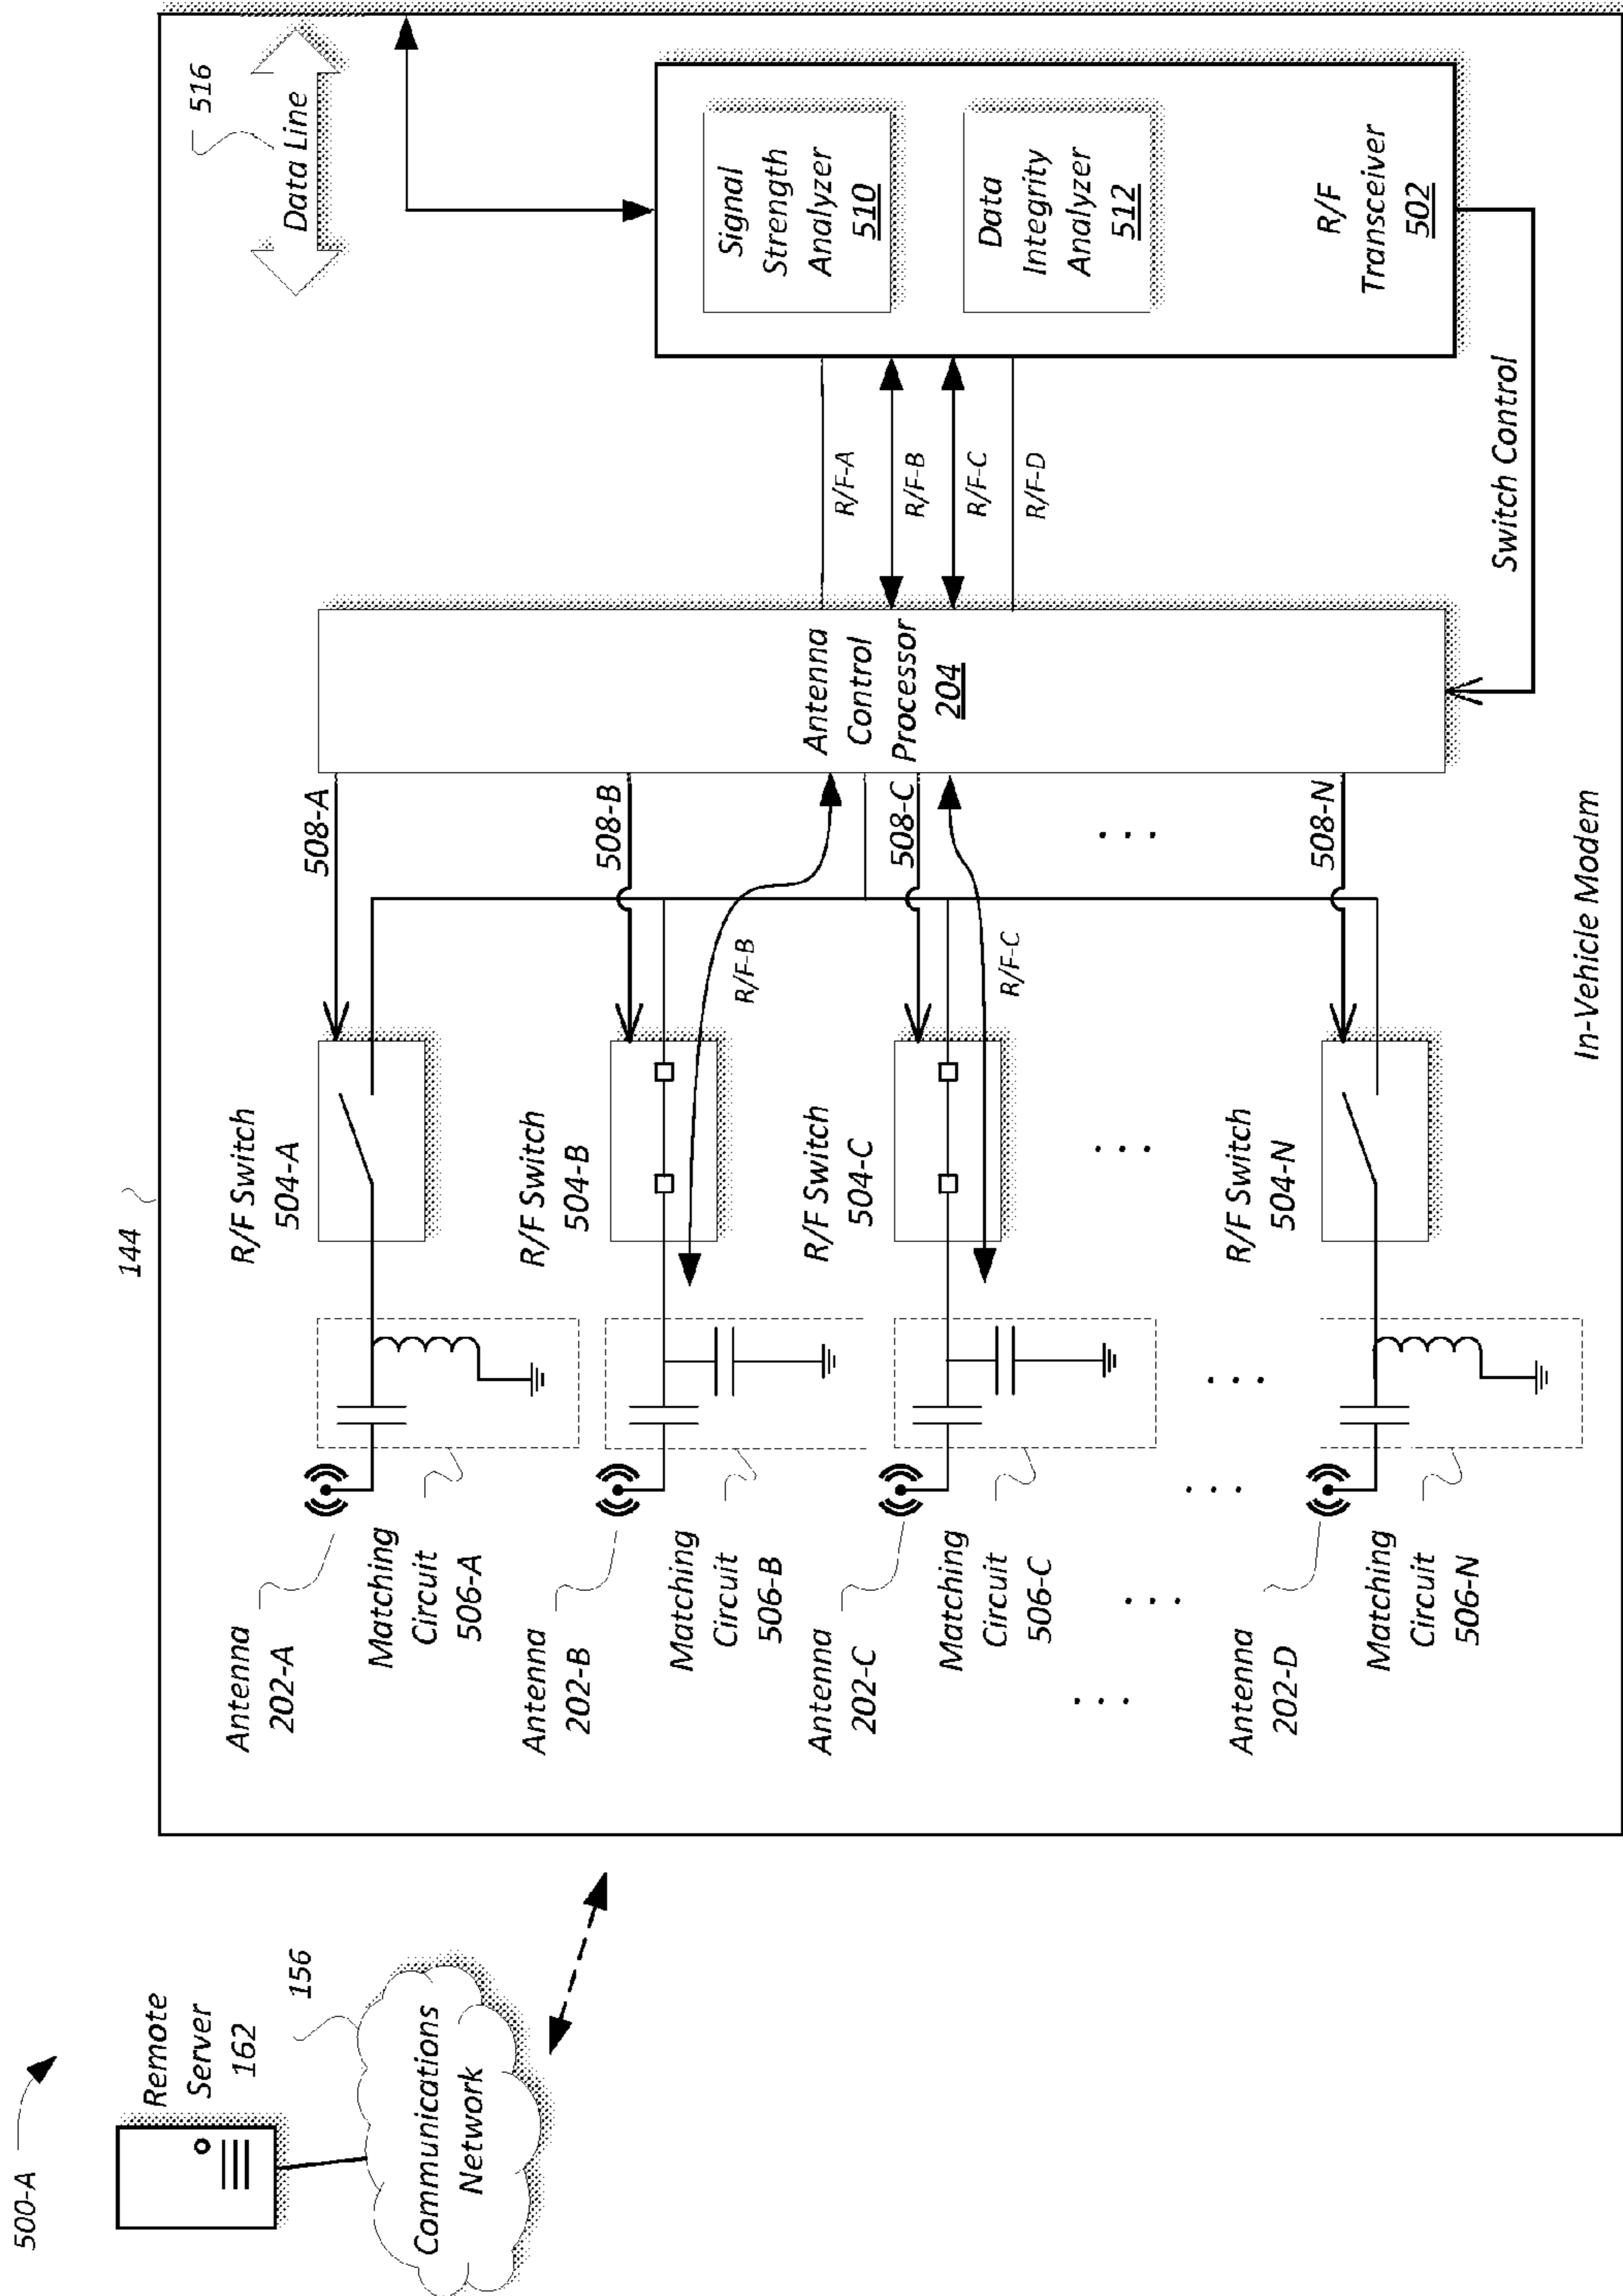 500-A
Remote
Server
162
156
Communications
Network
144
Antenna
202-A
Matching
Circuit
506-A
R/F Switch
504-A
508-A
Antenna
202-B
Matching
Circuit
506-B
R/F Switch
504-B
508-B
R/F-B
Antenna
202-C
Matching
Circuit
506-C
R/F Switch
504-C
508-C
R/F-C
. . .
. . .
. . .
. . .
. . .
. . .
Antenna
202-D
Matching
Circuit
506-N
R/F Switch
504-N
508-N
Antenna
Control
Processor
204
R/F-A
R/F-B
R/F-C
R/F-D
516
Data Line
Signal
Strength
Analyzer
510
Data
Integrity
Analyzer
512
R/F
Transceiver
502
Switch Control
In-Vehicle Modem